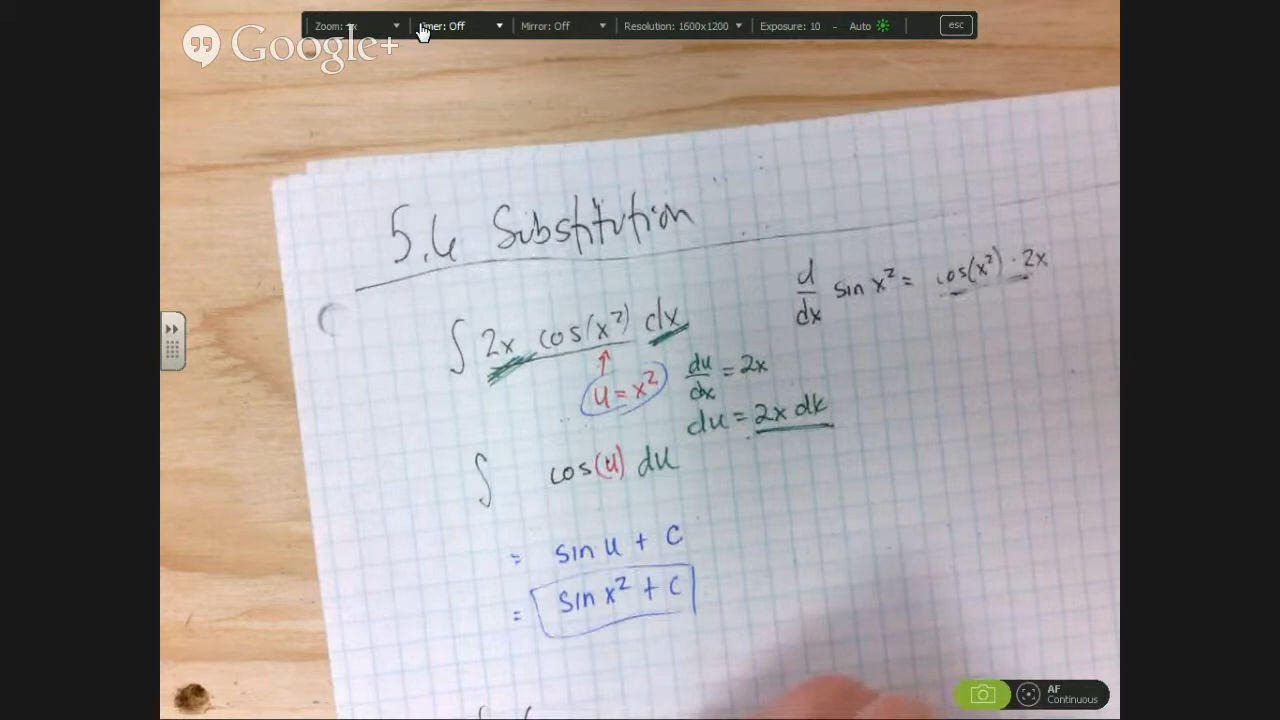 Zoom: 1x Timer: Off Mirror: Off Resolution: 1600x1200 Exposure: 10 - Auto esc
Google+
5.6 Substitution
d/dx sin x² = cos(x²) · 2x
∫ 2x cos(x²) dx
u = x² du/dx = 2x
du = 2x dx
∫ cos(u) du
= sin u + c
= sin x² + c
AF
Continuous